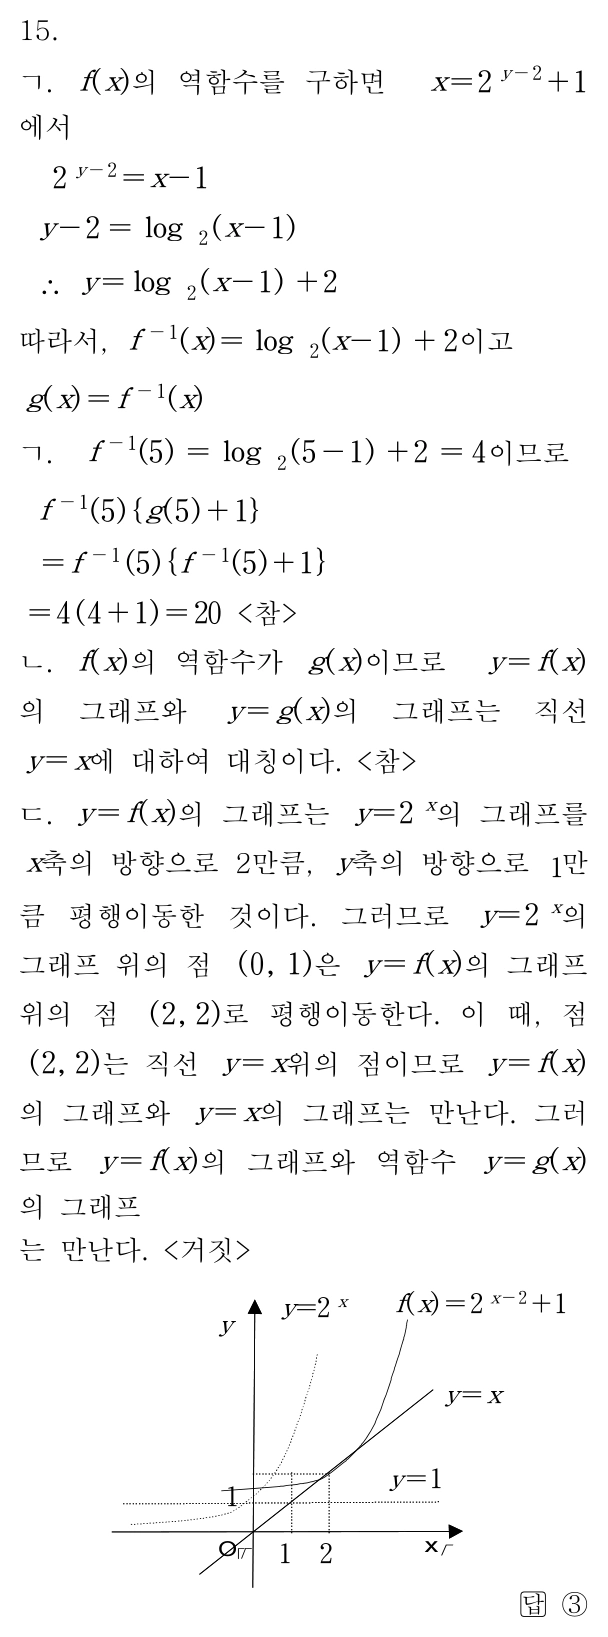 15.
ㄱ. f(x)의 역함수를 구하면 x=2^{y-2}+1
에서
2^{y-2}=x-1
y-2= log_2(x-1)
∴ y=log_2(x-1)+2
따라서, f^{-1}(x)= log_2(x-1)+2이고
g(x)=f^{-1}(x)
ㄱ. f^{-1}(5) = log_2(5-1)+2=4이므로
f^{-1}(5){g(5)+1}
=f^{-1}(5){f^{-1}(5)+1}
=4(4+1)=20 <참>
ㄴ. f(x)의 역함수가 g(x)이므로 y=f(x)
의 그래프와 y=g(x)의 그래프는 직선
y=x에 대하여 대칭이다. <참>
ㄷ. y=f(x)의 그래프는 y=2^x의 그래프를
x축의 방향으로 2만큼, y축의 방향으로 1만
큼 평행이동한 것이다. 그러므로 y=2^x의
그래프 위의 점 (0, 1)은 y=f(x)의 그래프
위의 점 (2, 2)로 평행이동한다. 이 때, 점
(2, 2)는 직선 y=x위의 점이므로 y=f(x)
의 그래프와 y=x의 그래프는 만난다. 그러
므로 y=f(x)의 그래프와 역함수 y=g(x)
의 그래프
는 만난다. <거짓>
y y=2^x f(x)=2^{x-2}+1
y=x
y=1
1
O 1 2 x
답 ③